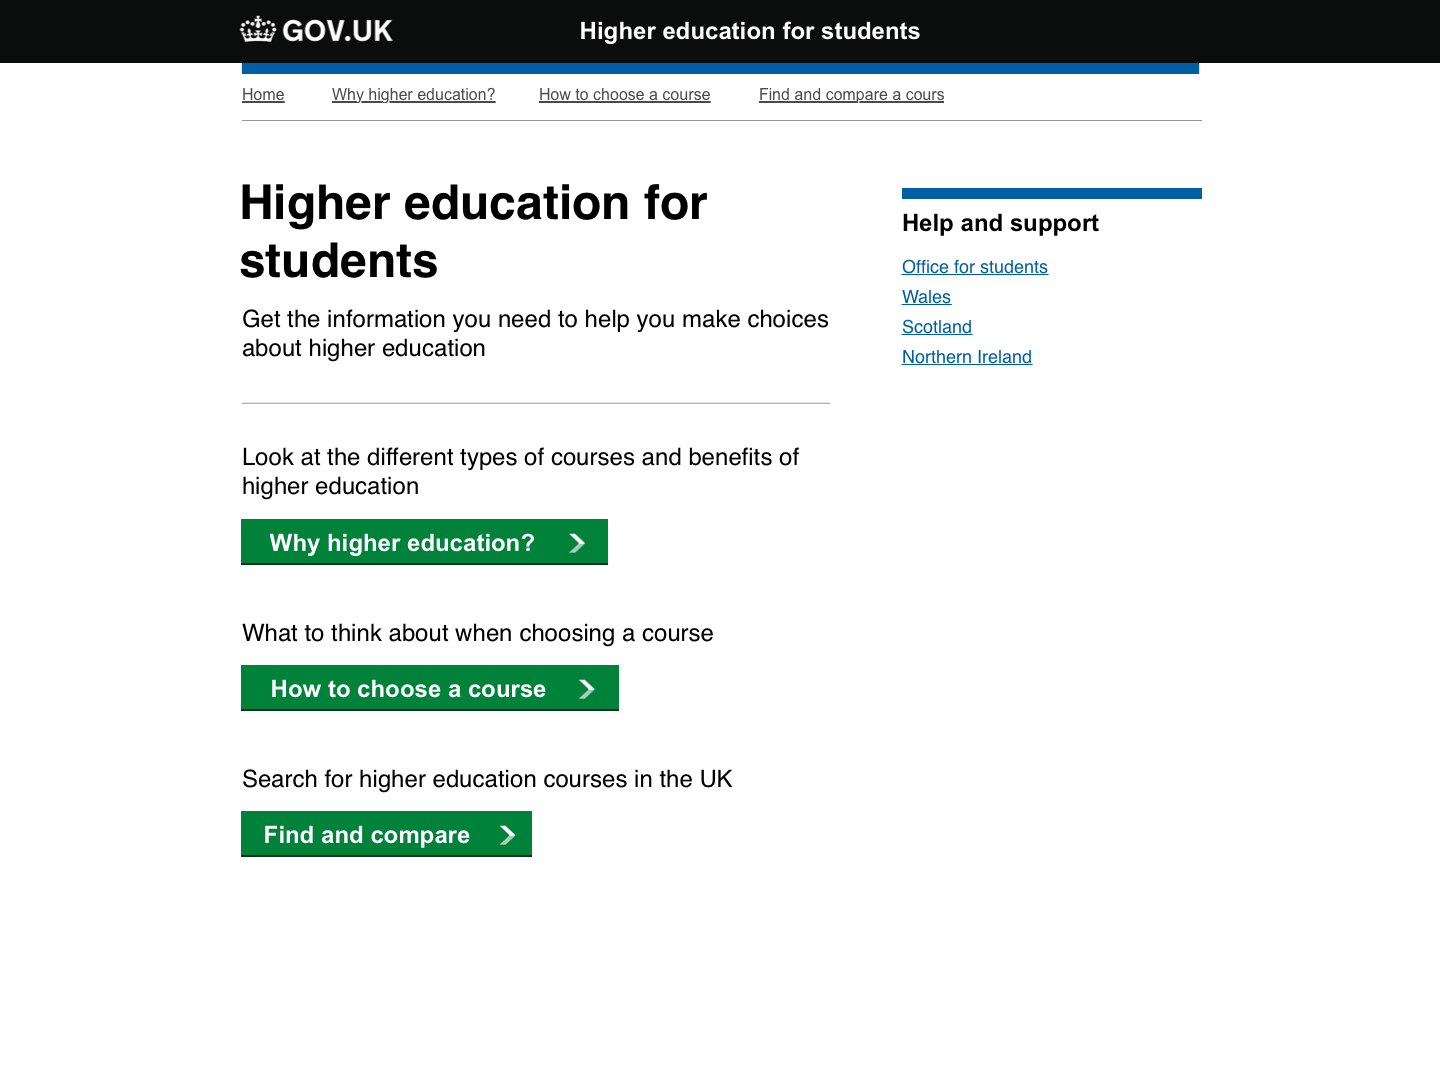 GOV.UK
Higher education for students
Home
Why higher education?
How to choose a course
Find and compare a cours
Higher education for
students
Get the information you need to help you make choices
about higher education
Look at the different types of courses and benefits of
higher education
Why higher education?
What to think about when choosing a course
How to choose a course
Search for higher education courses in the UK
Find and compare
Help and support
Office for students
Wales
Scotland
Northern Ireland